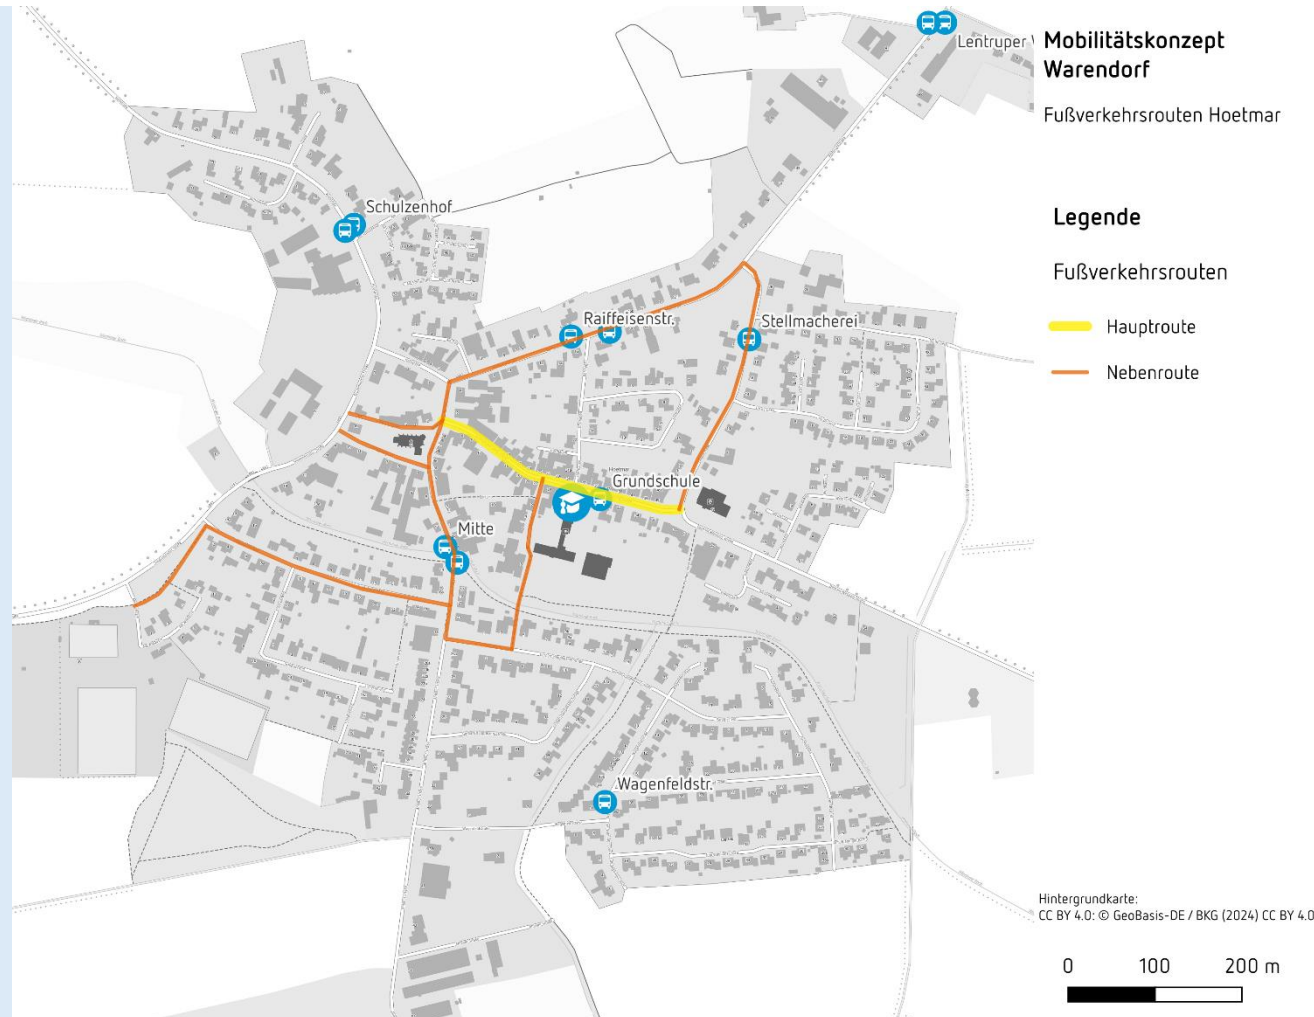 Mobilitätskonzept
Warendorf
Fußverkehrsrouten Hoetmar
Legende
Fußverkehrsrouten
Hauptroute
Nebenroute
Lentruper
Schulzenhof
Raiffeisenstr.
Stellmacherei
Hoetmar
Grundschule
Mitte
Wagenfeldstr.
Hintergrundkarte:
CC BY 4.0: © GeoBasis-DE / BKG (2024) CC BY 4.0
0 100 200 m